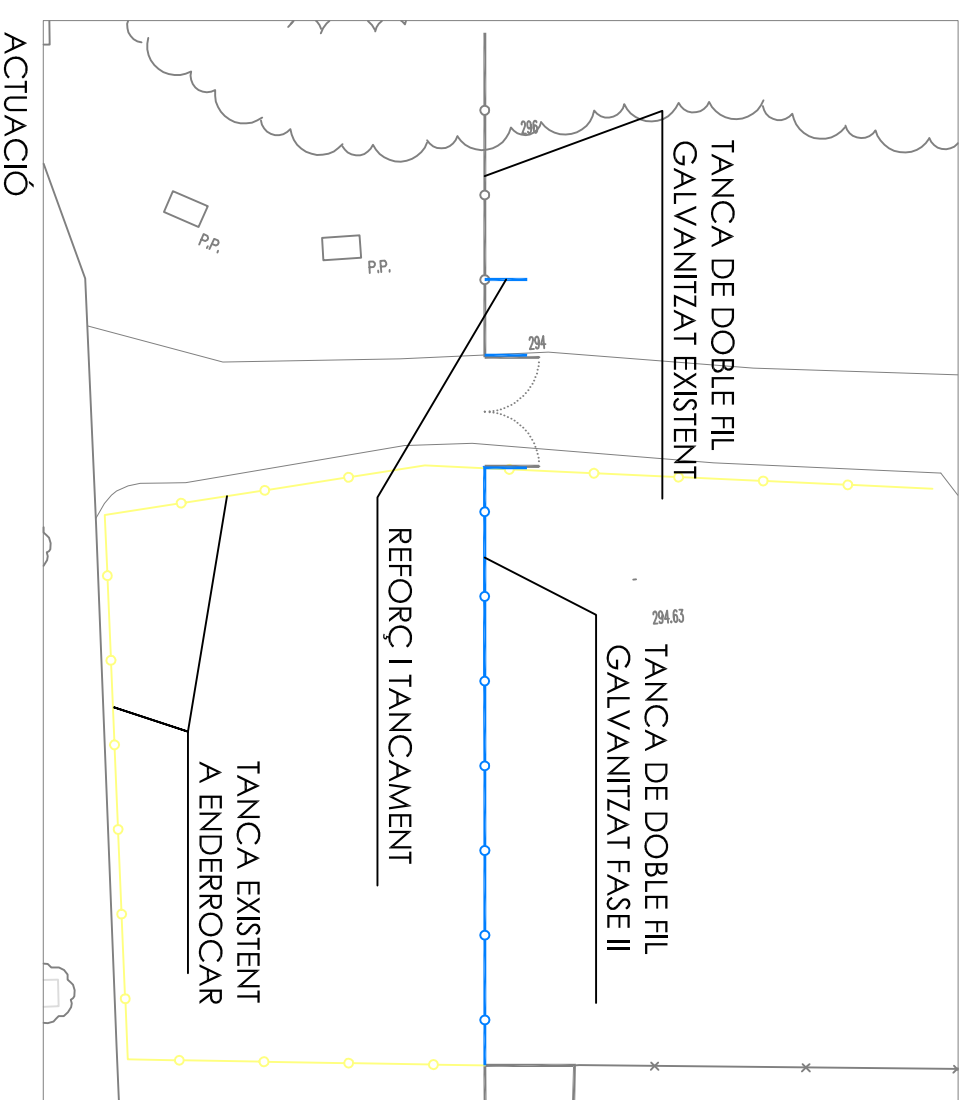 TANCA DE DOBLE FIL
GALVANITZAT EXISTENT
296
P.P.
P.P.
294
294.63
TANCA DE DOBLE FIL
GALVANITZAT FASE II
REFORÇ I TANCAMENT
TANCA EXISTENT
A ENDERROCAR
ACTUACIÓ